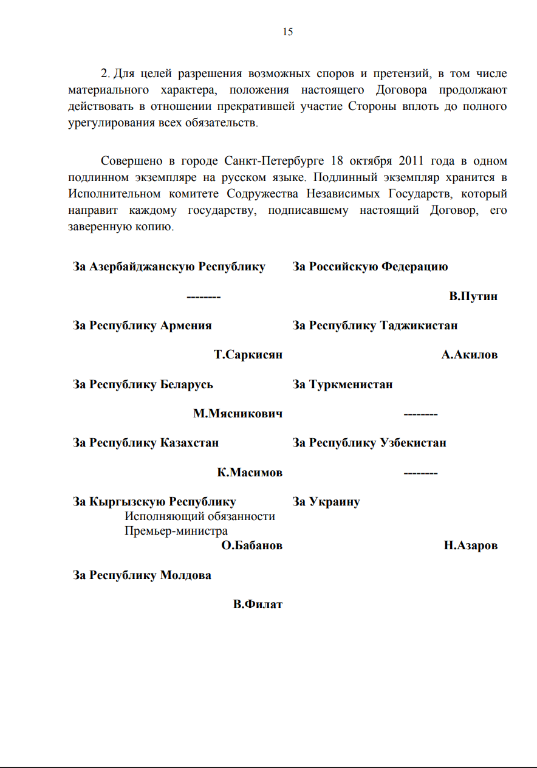 15
2. Для целей разрешения возможных споров и претензий, в том числе
материального характера, положения настоящего Договора продолжают
действовать в отношении прекратившей участие Стороны вплоть до полного
урегулирования всех обязательств.
Совершено в городе Санкт-Петербурге 18 октября 2011 года в одном
подлинном экземпляре на русском языке. Подлинный экземпляр хранится в
Исполнительном комитете Содружества Независимых Государств, который
направит каждому государству, подписавшему настоящий Договор, его
заверенную копию.
За Азербайджанскую Республику За Российскую Федерацию
-------- В.Путин
За Республику Армения За Республику Таджикистан
Т.Саркисян А.Акилов
За Республику Беларусь За Туркменистан
М.Мясникович --------
За Республику Казахстан За Республику Узбекистан
К.Масимов --------
За Кыргызскую Республику За Украину
Исполняющий обязанности
Премьер-министра
О.Бабанов Н.Азаров
За Республику Молдова
В.Филат